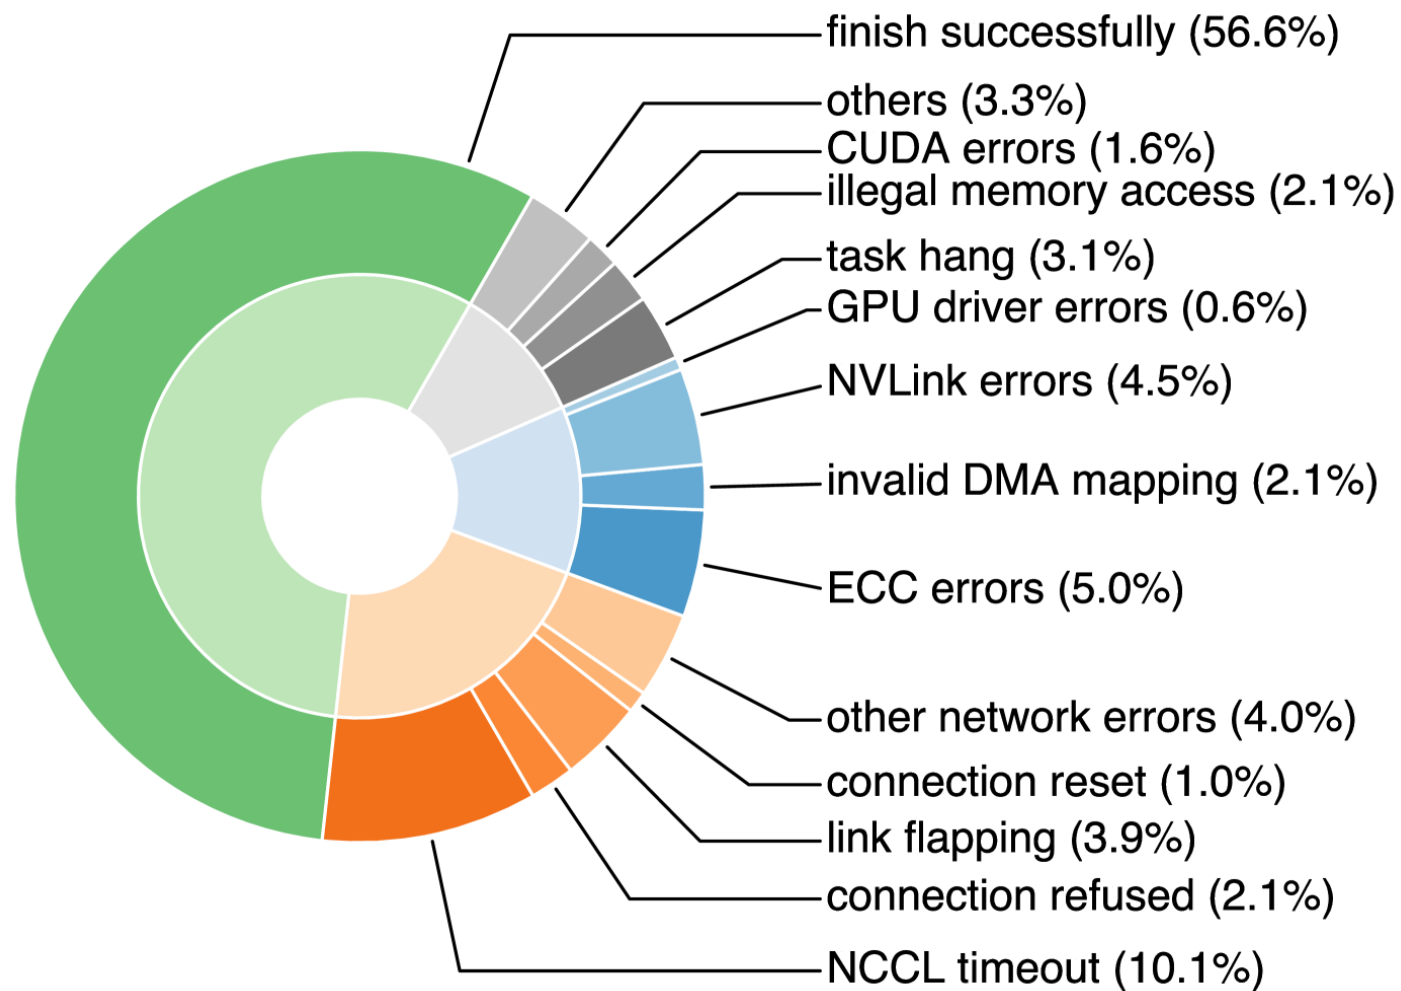 finish successfully (56.6%)
others (3.3%)
CUDA errors (1.6%)
illegal memory access (2.1%)
task hang (3.1%)
GPU driver errors (0.6%)
NVLink errors (4.5%)
invalid DMA mapping (2.1%)
ECC errors (5.0%)
other network errors (4.0%)
connection reset (1.0%)
link flapping (3.9%)
connection refused (2.1%)
NCCL timeout (10.1%)